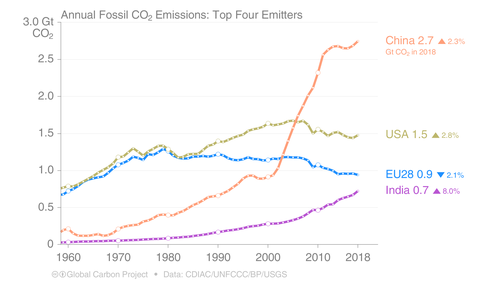 Annual Fossil CO₂ Emissions: Top Four Emitters
3.0 Gt
CO₂
2.5
2.0
1.5
1.0
0.5
0
1960 1970 1980 1990 2000 2010 2018
China 2.7 ▲ 2.3%
Gt CO₂ in 2018
USA 1.5 ▲ 2.8%
EU28 0.9 ▼ 2.1%
India 0.7 ▲ 8.0%
Global Carbon Project • Data: CDIAC/UNFCCC/BP/USGS